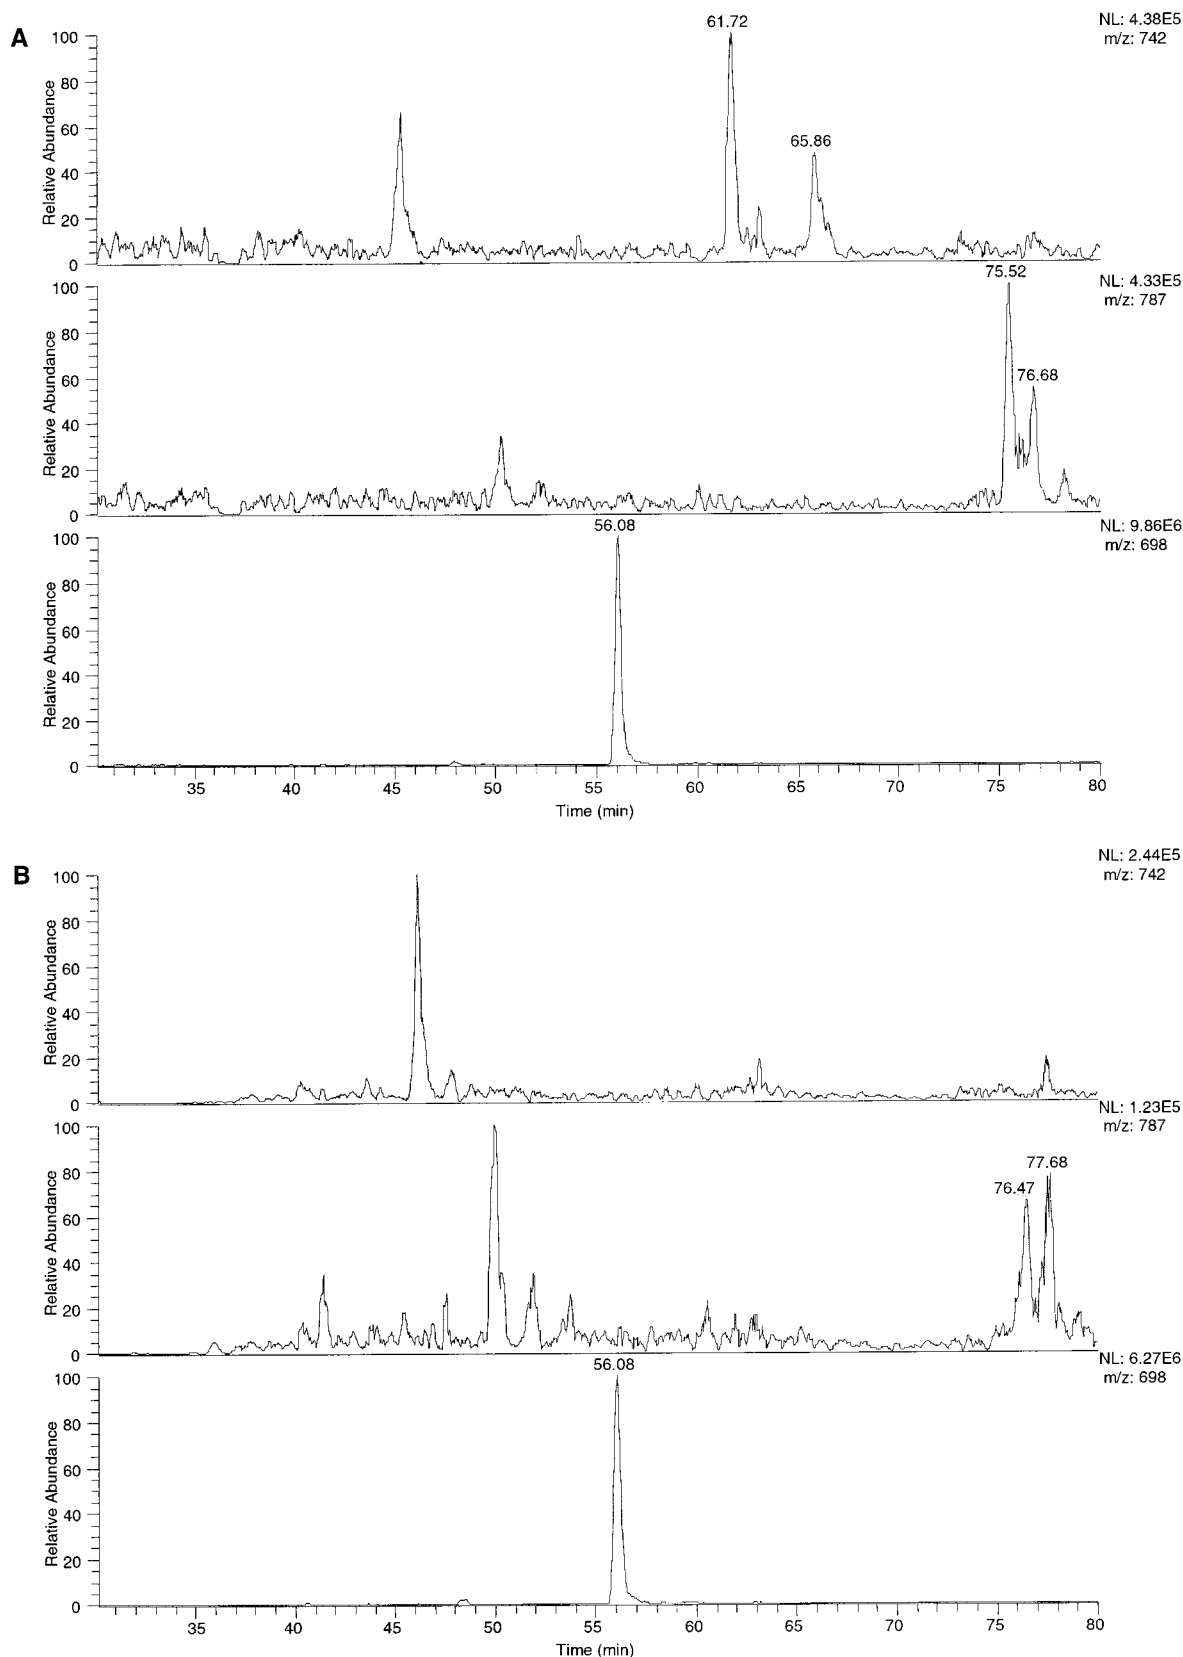 A
NL: 4.38E5
m/z: 742
61.72
65.86
Relative Abundance
100
80
60
40
20
0
NL: 4.33E5
m/z: 787
75.52
76.68
Relative Abundance
100
80
60
40
20
0
NL: 9.86E6
m/z: 698
56.08
Relative Abundance
100
80
60
40
20
0
35 40 45 50 55 60 65 70 75 80
Time (min)
B
NL: 2.44E5
m/z: 742
Relative Abundance
100
80
60
40
20
0
NL: 1.23E5
m/z: 787
77.68
76.47
Relative Abundance
100
80
60
40
20
0
NL: 6.27E6
m/z: 698
56.08
Relative Abundance
100
80
60
40
20
0
35 40 45 50 55 60 65 70 75 80
Time (min)